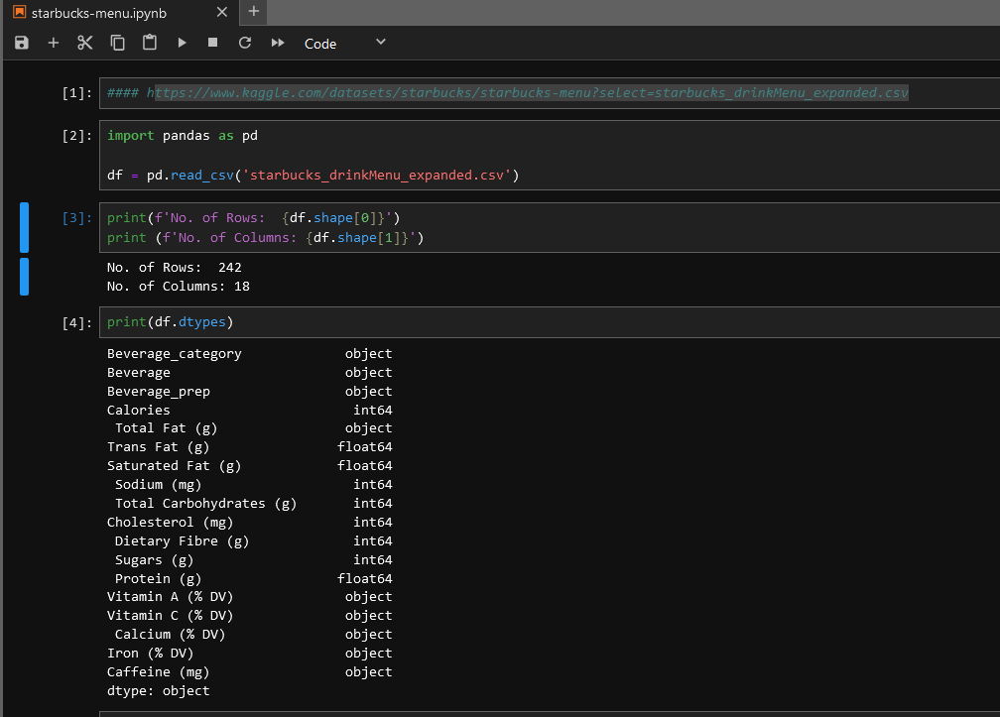 starbucks-menu.ipynb
Code
[1]: #### https://www.kaggle.com/datasets/starbucks/starbucks-menu?select=starbucks_drinkMenu_expanded.csv
[2]: import pandas as pd
df = pd.read_csv('starbucks_drinkMenu_expanded.csv')
[3]: print(f'No. of Rows:  {df.shape[0]}')
print (f'No. of Columns: {df.shape[1]}')
No. of Rows:  242
No. of Columns: 18
[4]: print(df.dtypes)
Beverage_category             object
Beverage                      object
Beverage_prep                 object
Calories                       int64
 Total Fat (g)                object
Trans Fat (g)                float64
Saturated Fat (g)            float64
 Sodium (mg)                   int64
 Total Carbohydrates (g)       int64
Cholesterol (mg)               int64
 Dietary Fibre (g)             int64
 Sugars (g)                    int64
 Protein (g)                 float64
Vitamin A (% DV)              object
Vitamin C (% DV)              object
 Calcium (% DV)               object
Iron (% DV)                   object
Caffeine (mg)                 object
dtype: object